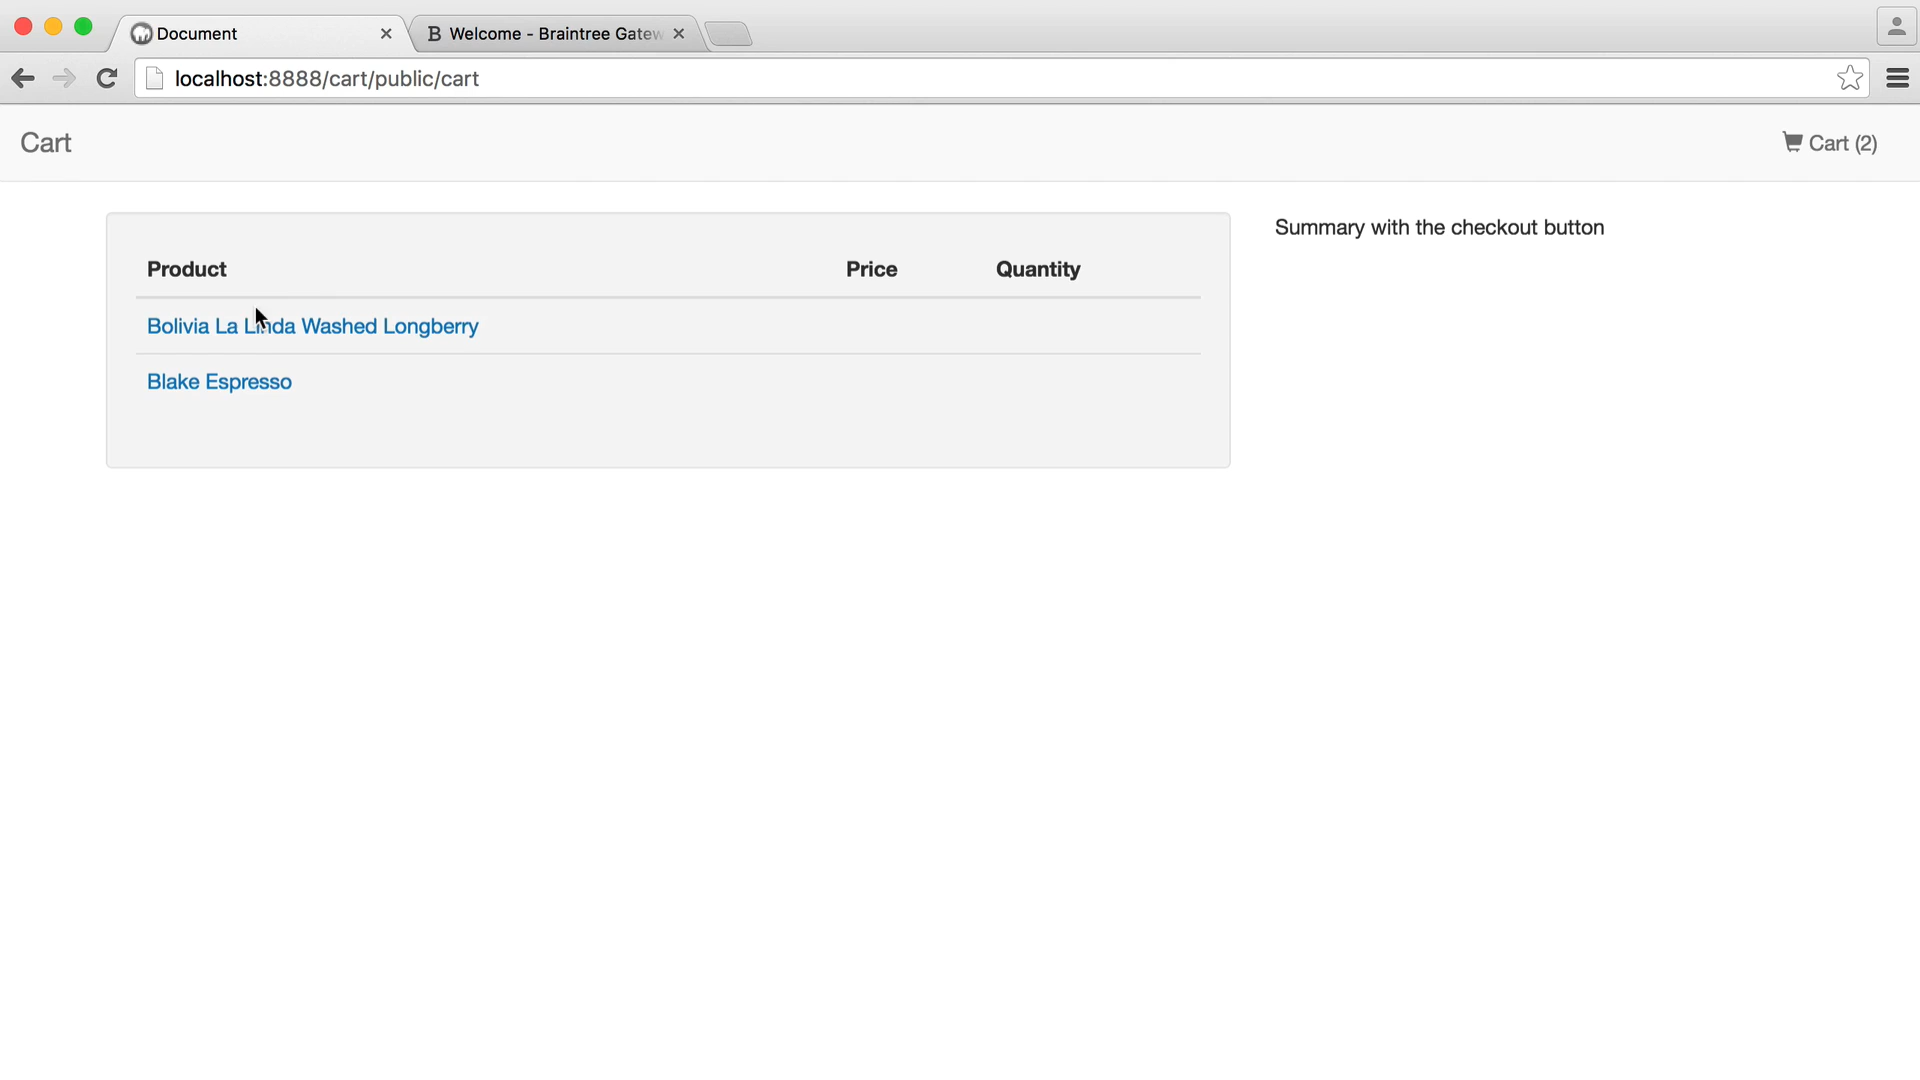 Document
B Welcome - Braintree Gatew
localhost:8888/cart/public/cart
Cart
Cart (2)
Summary with the checkout button
Product Price Quantity
Bolivia La Linda Washed Longberry
Blake Espresso